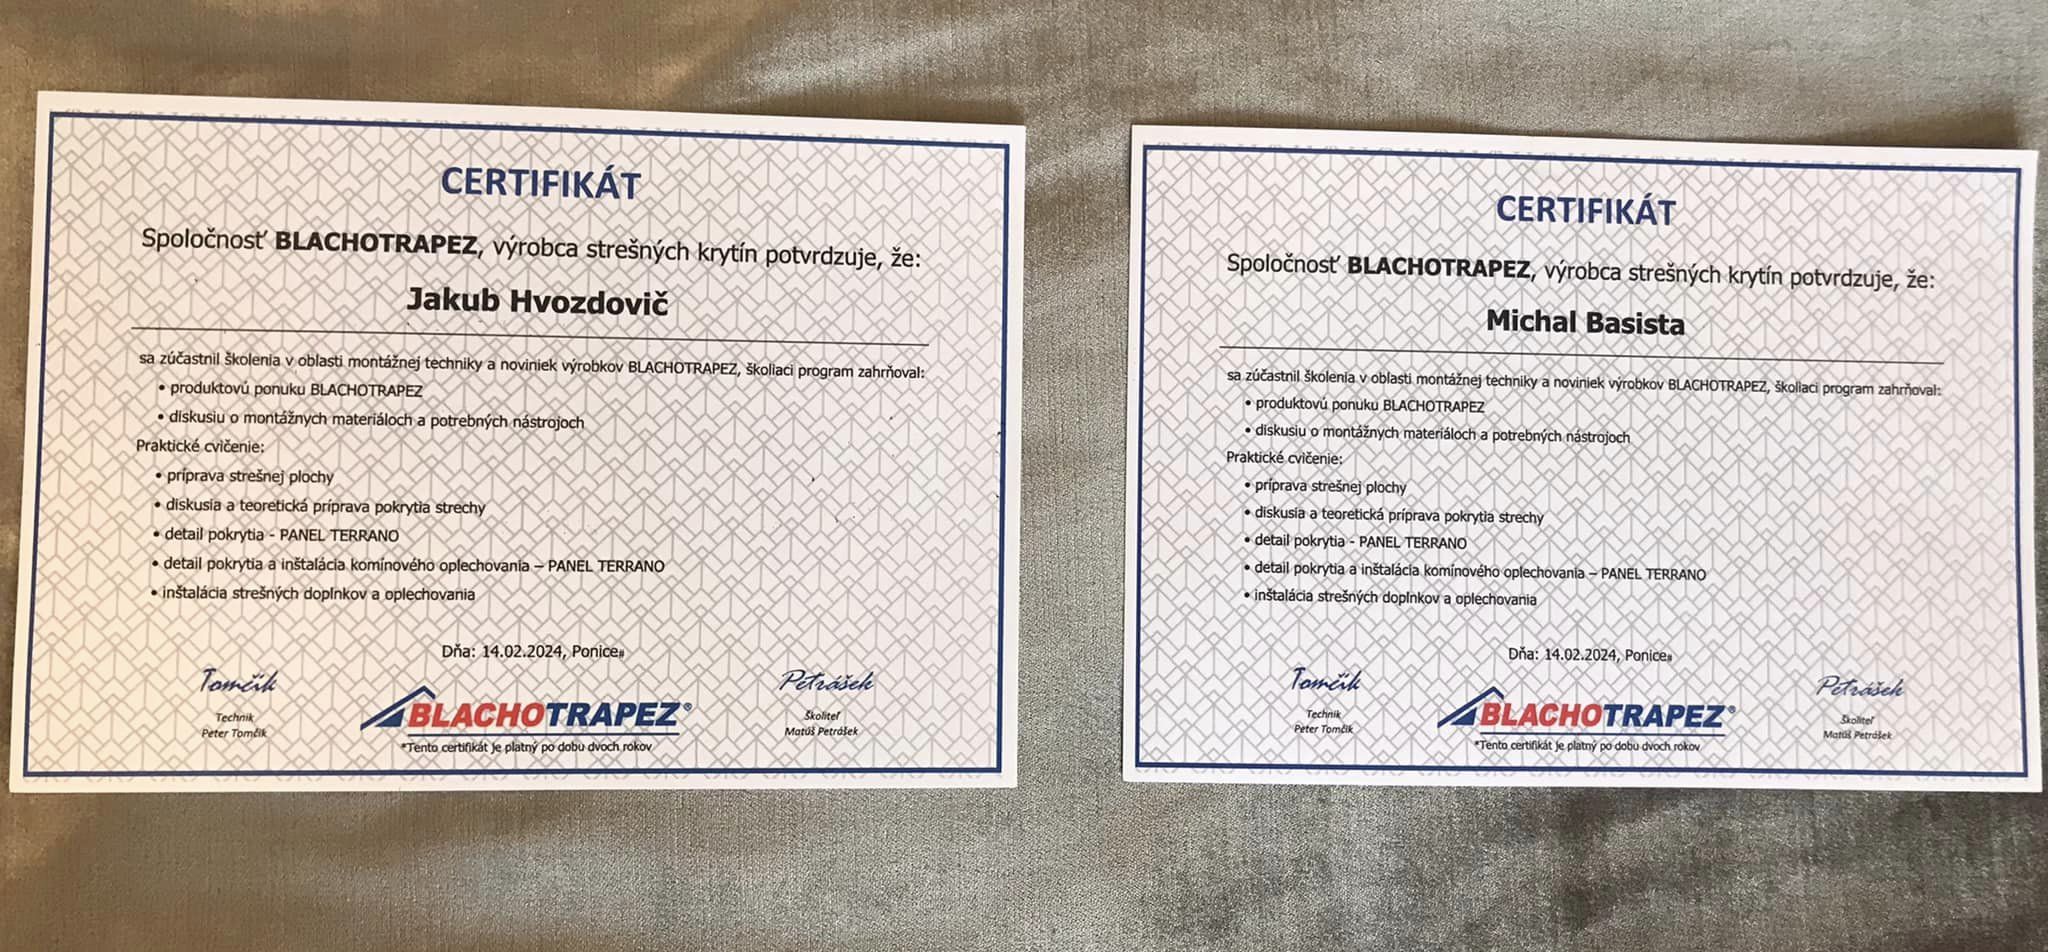 CERTIFIKÁT
Spoločnosť BLACHOTRAPEZ, výrobca strešných krytín potvrdzuje, že:
Jakub Hvozdovič
sa zúčastnil školenia v oblasti montážnej techniky a noviniek výrobkov BLACHOTRAPEZ, školiaci program zahrňoval:
• produktovú ponuku BLACHOTRAPEZ
• diskusiu o montážnych materiáloch a potrebných nástrojoch
Praktické cvičenie:
• príprava strešnej plochy
• diskusia a teoretická príprava pokrytia strechy
• detail pokrytia - PANEL TERRANO
• detail pokrytia a inštalácia komínového oplechovania – PANEL TERRANO
• inštalácia strešných doplnkov a oplechovania
Dňa: 14.02.2024, Ponice
Tomčik
Technik
Peter Tomčik
BLACHOTRAPEZ®
*Tento certifikát je platný po dobu dvoch rokov
Petrášek
Školiteľ
Matúš Petrášek
CERTIFIKÁT
Spoločnosť BLACHOTRAPEZ, výrobca strešných krytín potvrdzuje, že:
Michal Basista
sa zúčastnil školenia v oblasti montážnej techniky a noviniek výrobkov BLACHOTRAPEZ, školiaci program zahrňoval:
• produktovú ponuku BLACHOTRAPEZ
• diskusiu o montážnych materiáloch a potrebných nástrojoch
Praktické cvičenie:
• príprava strešnej plochy
• diskusia a teoretická príprava pokrytia strechy
• detail pokrytia - PANEL TERRANO
• detail pokrytia a inštalácia komínového oplechovania – PANEL TERRANO
• inštalácia strešných doplnkov a oplechovania
Dňa: 14.02.2024, Ponice
Tomčik
Technik
Peter Tomčik
BLACHOTRAPEZ®
*Tento certifikát je platný po dobu dvoch rokov
Petrášek
Školiteľ
Matúš Petrášek